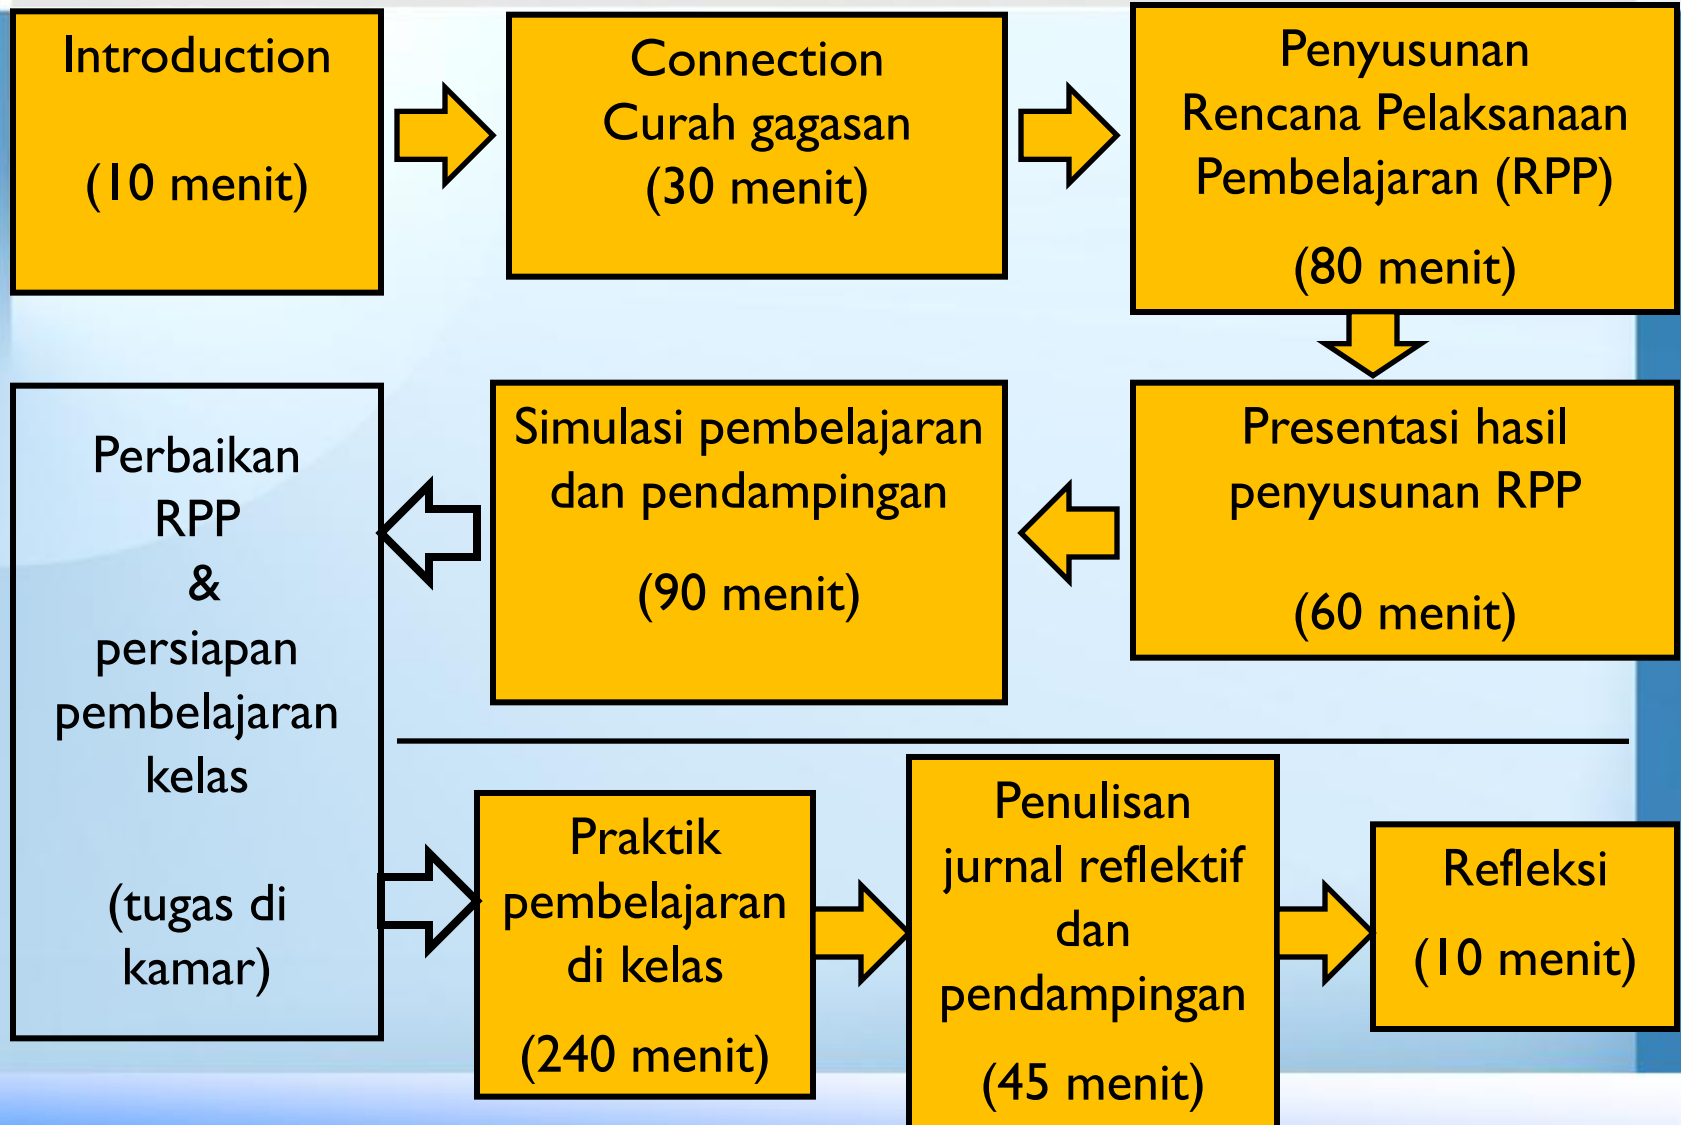 Introduction
(10 menit)
Connection
Curah gagasan
(30 menit)
Penyusunan
Rencana Pelaksanaan
Pembelajaran (RPP)
(80 menit)
Presentasi hasil
penyusunan RPP
(60 menit)
Simulasi pembelajaran
dan pendampingan
(90 menit)
Perbaikan
RPP
&
persiapan
pembelajaran
kelas
(tugas di
kamar)
Praktik
pembelajaran
di kelas
(240 menit)
Penulisan
jurnal reflektif
dan
pendampingan
(45 menit)
Refleksi
(10 menit)